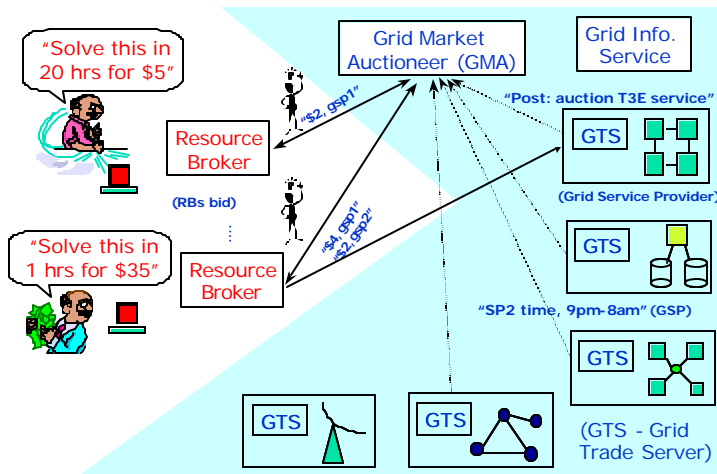 “Solve this in
20 hrs for $5”
Grid Market
Auctioneer (GMA)
Grid Info.
Service
“Post: auction T3E service”
“$2, gsp1”
Resource
Broker
GTS
(RBs bid)
(Grid Service Provider)
“$4, gsp1”
“$2, gsp2”
GTS
“Solve this in
1 hrs for $35”
Resource
Broker
“SP2 time, 9pm-8am” (GSP)
GTS
GTS
GTS
(GTS - Grid
Trade Server)